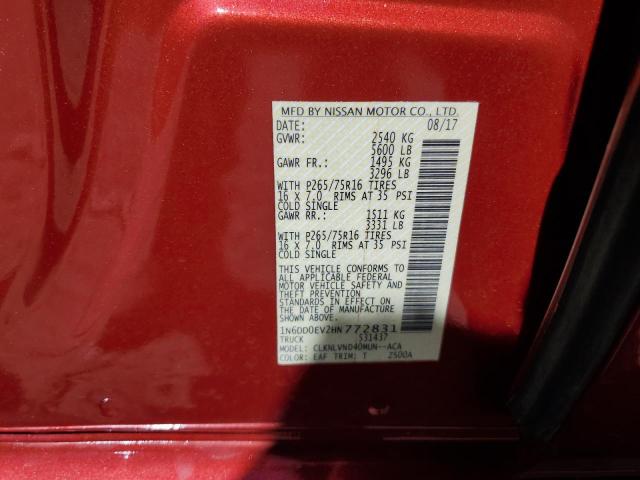 MFD BY NISSAN MOTOR CO., LTD.
DATE: 08/17
GVWR: 2540 KG
5600 LB
GAWR FR.: 1495 KG
3296 LB
WITH P265/75R16 TIRES
16 X 7.0 RIMS AT 35 PSI
COLD SINGLE
GAWR RR.: 1511 KG
3331 LB
WITH P265/75R16 TIRES
16 X 7.0 RIMS AT 35 PSI
COLD SINGLE
THIS VEHICLE CONFORMS TO
ALL APPLICABLE FEDERAL
MOTOR VEHICLE SAFETY AND
THEFT PREVENTION
STANDARDS IN EFFECT ON THE
DATE OF MANUFACTURE SHOWN
ABOVE.
1N6DD0EV2HN772831
TRUCK 531437
MODEL: CLKNLVND40MUN--ACA
COLOR: EAF TRIM: T 2500A